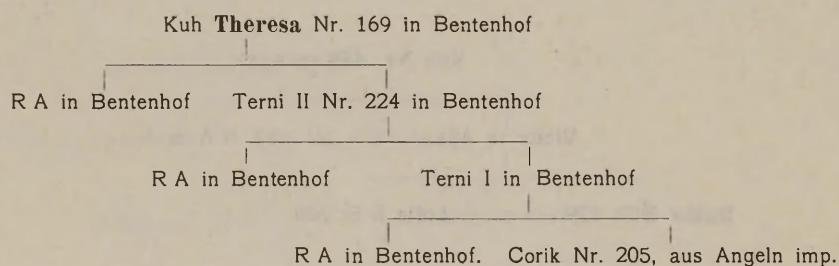 Kuh Theresa Nr. 169 in Bentenhof
R A in Bentenhof Terni II Nr. 224 in Bentenhof
R A in Bentenhof Terni I in Bentenhof
R A in Bentenhof. Corik Nr. 205, aus Angeln imp.